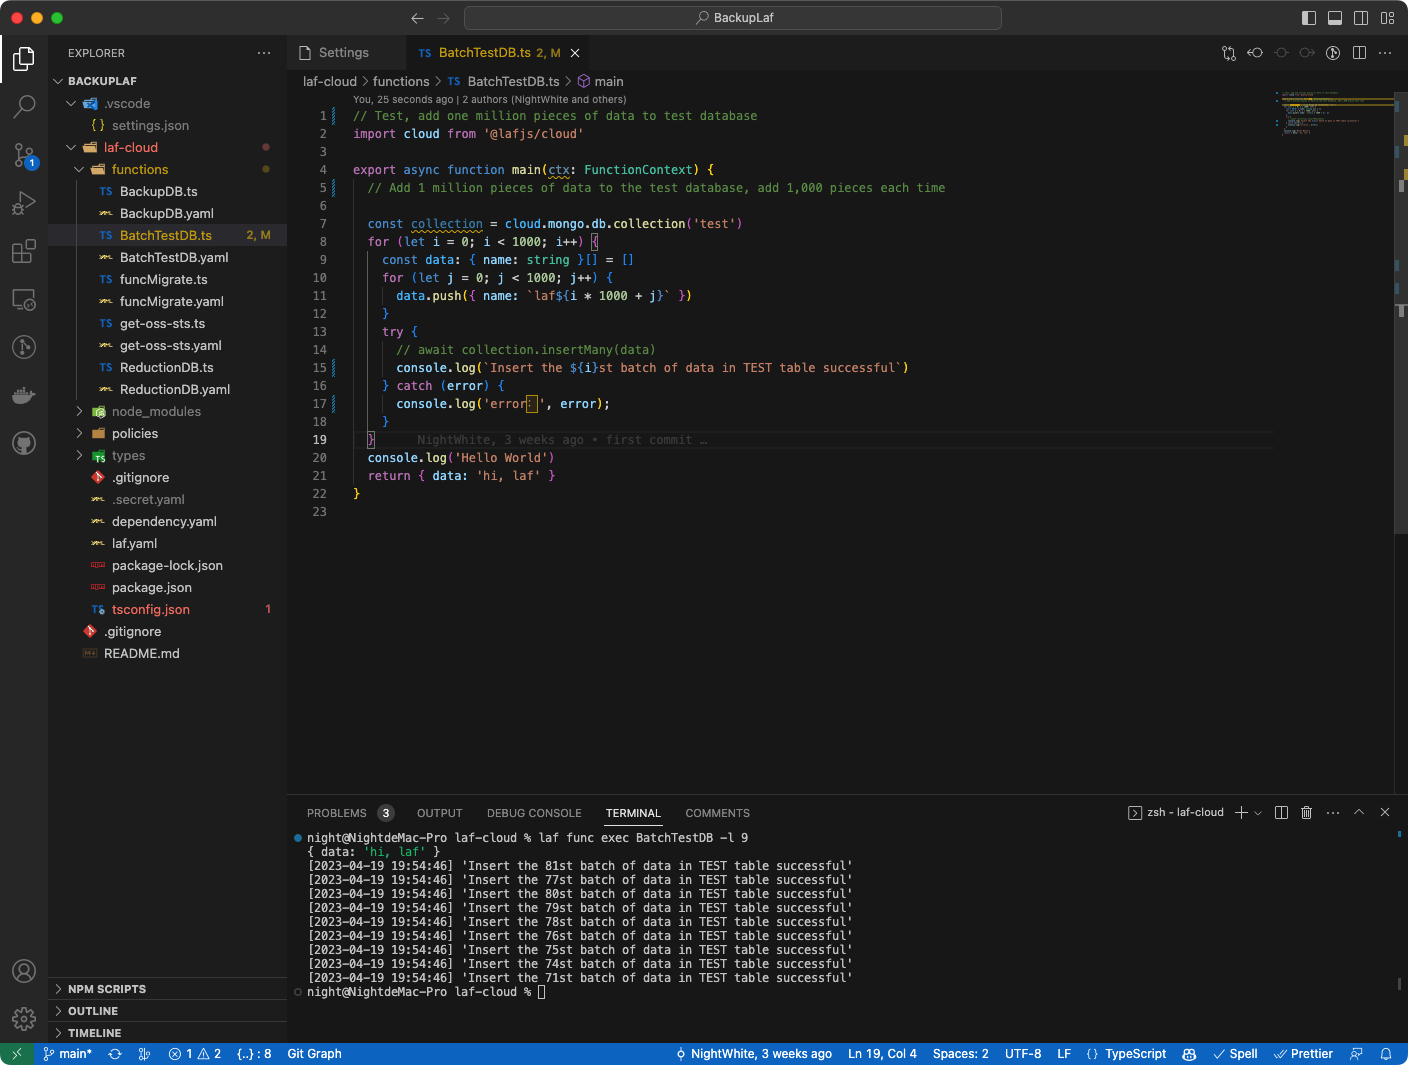 BackupLaf
EXPLORER
BACKUPLAF
.vscode
settings.json
laf-cloud
functions
BackupDB.ts
BackupDB.yaml
BatchTestDB.ts 2, M
BatchTestDB.yaml
funcMigrate.ts
funcMigrate.yaml
get-oss-sts.ts
get-oss-sts.yaml
ReductionDB.ts
ReductionDB.yaml
node_modules
policies
types
.gitignore
.secret.yaml
dependency.yaml
laf.yaml
package-lock.json
package.json
tsconfig.json 1
.gitignore
README.md
NPM SCRIPTS
OUTLINE
TIMELINE
Settings TS BatchTestDB.ts 2, M
laf-cloud > functions > TS BatchTestDB.ts > main
You, 25 seconds ago | 2 authors (NightWhite and others)
1 // Test, add one million pieces of data to test database
2 import cloud from '@lafjs/cloud'
3
4 export async function main(ctx: FunctionContext) {
5 // Add 1 million pieces of data to the test database, add 1,000 pieces each time
6
7 const collection = cloud.mongo.db.collection('test')
8 for (let i = 0; i < 1000; i++) {
9 const data: { name: string }[] = []
10 for (let j = 0; j < 1000; j++) {
11 data.push({ name: `laf${i * 1000 + j}` })
12 }
13 try {
14 // await collection.insertMany(data)
15 console.log(`Insert the ${i}st batch of data in TEST table successful`)
16 } catch (error) {
17 console.log('error：', error);
18 }
19 } NightWhite, 3 weeks ago • first commit …
20 console.log('Hello World')
21 return { data: 'hi, laf' }
22 }
23
PROBLEMS 3 OUTPUT DEBUG CONSOLE TERMINAL COMMENTS
zsh - laf-cloud
night@NightdeMac-Pro laf-cloud % laf func exec BatchTestDB -l 9
{ data: 'hi, laf' }
[2023-04-19 19:54:46] 'Insert the 81st batch of data in TEST table successful'
[2023-04-19 19:54:46] 'Insert the 77st batch of data in TEST table successful'
[2023-04-19 19:54:46] 'Insert the 80st batch of data in TEST table successful'
[2023-04-19 19:54:46] 'Insert the 79st batch of data in TEST table successful'
[2023-04-19 19:54:46] 'Insert the 78st batch of data in TEST table successful'
[2023-04-19 19:54:46] 'Insert the 76st batch of data in TEST table successful'
[2023-04-19 19:54:46] 'Insert the 75st batch of data in TEST table successful'
[2023-04-19 19:54:46] 'Insert the 74st batch of data in TEST table successful'
[2023-04-19 19:54:46] 'Insert the 71st batch of data in TEST table successful'
night@NightdeMac-Pro laf-cloud %
main* 1 2 {..} : 8 Git Graph NightWhite, 3 weeks ago Ln 19, Col 4 Spaces: 2 UTF-8 LF {} TypeScript Spell Prettier